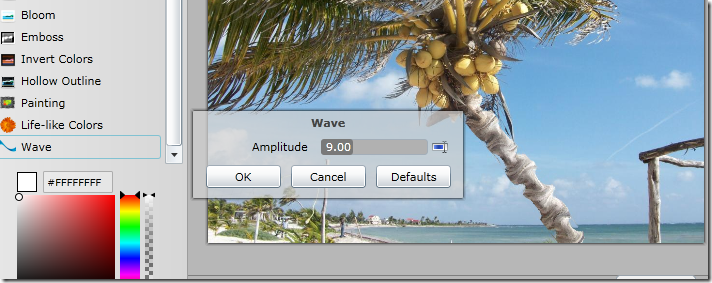 Bloom
Emboss
Invert Colors
Hollow Outline
Painting
Life-like Colors
Wave
#FFFFFFFF
Wave
Amplitude 9.00
OK Cancel Defaults